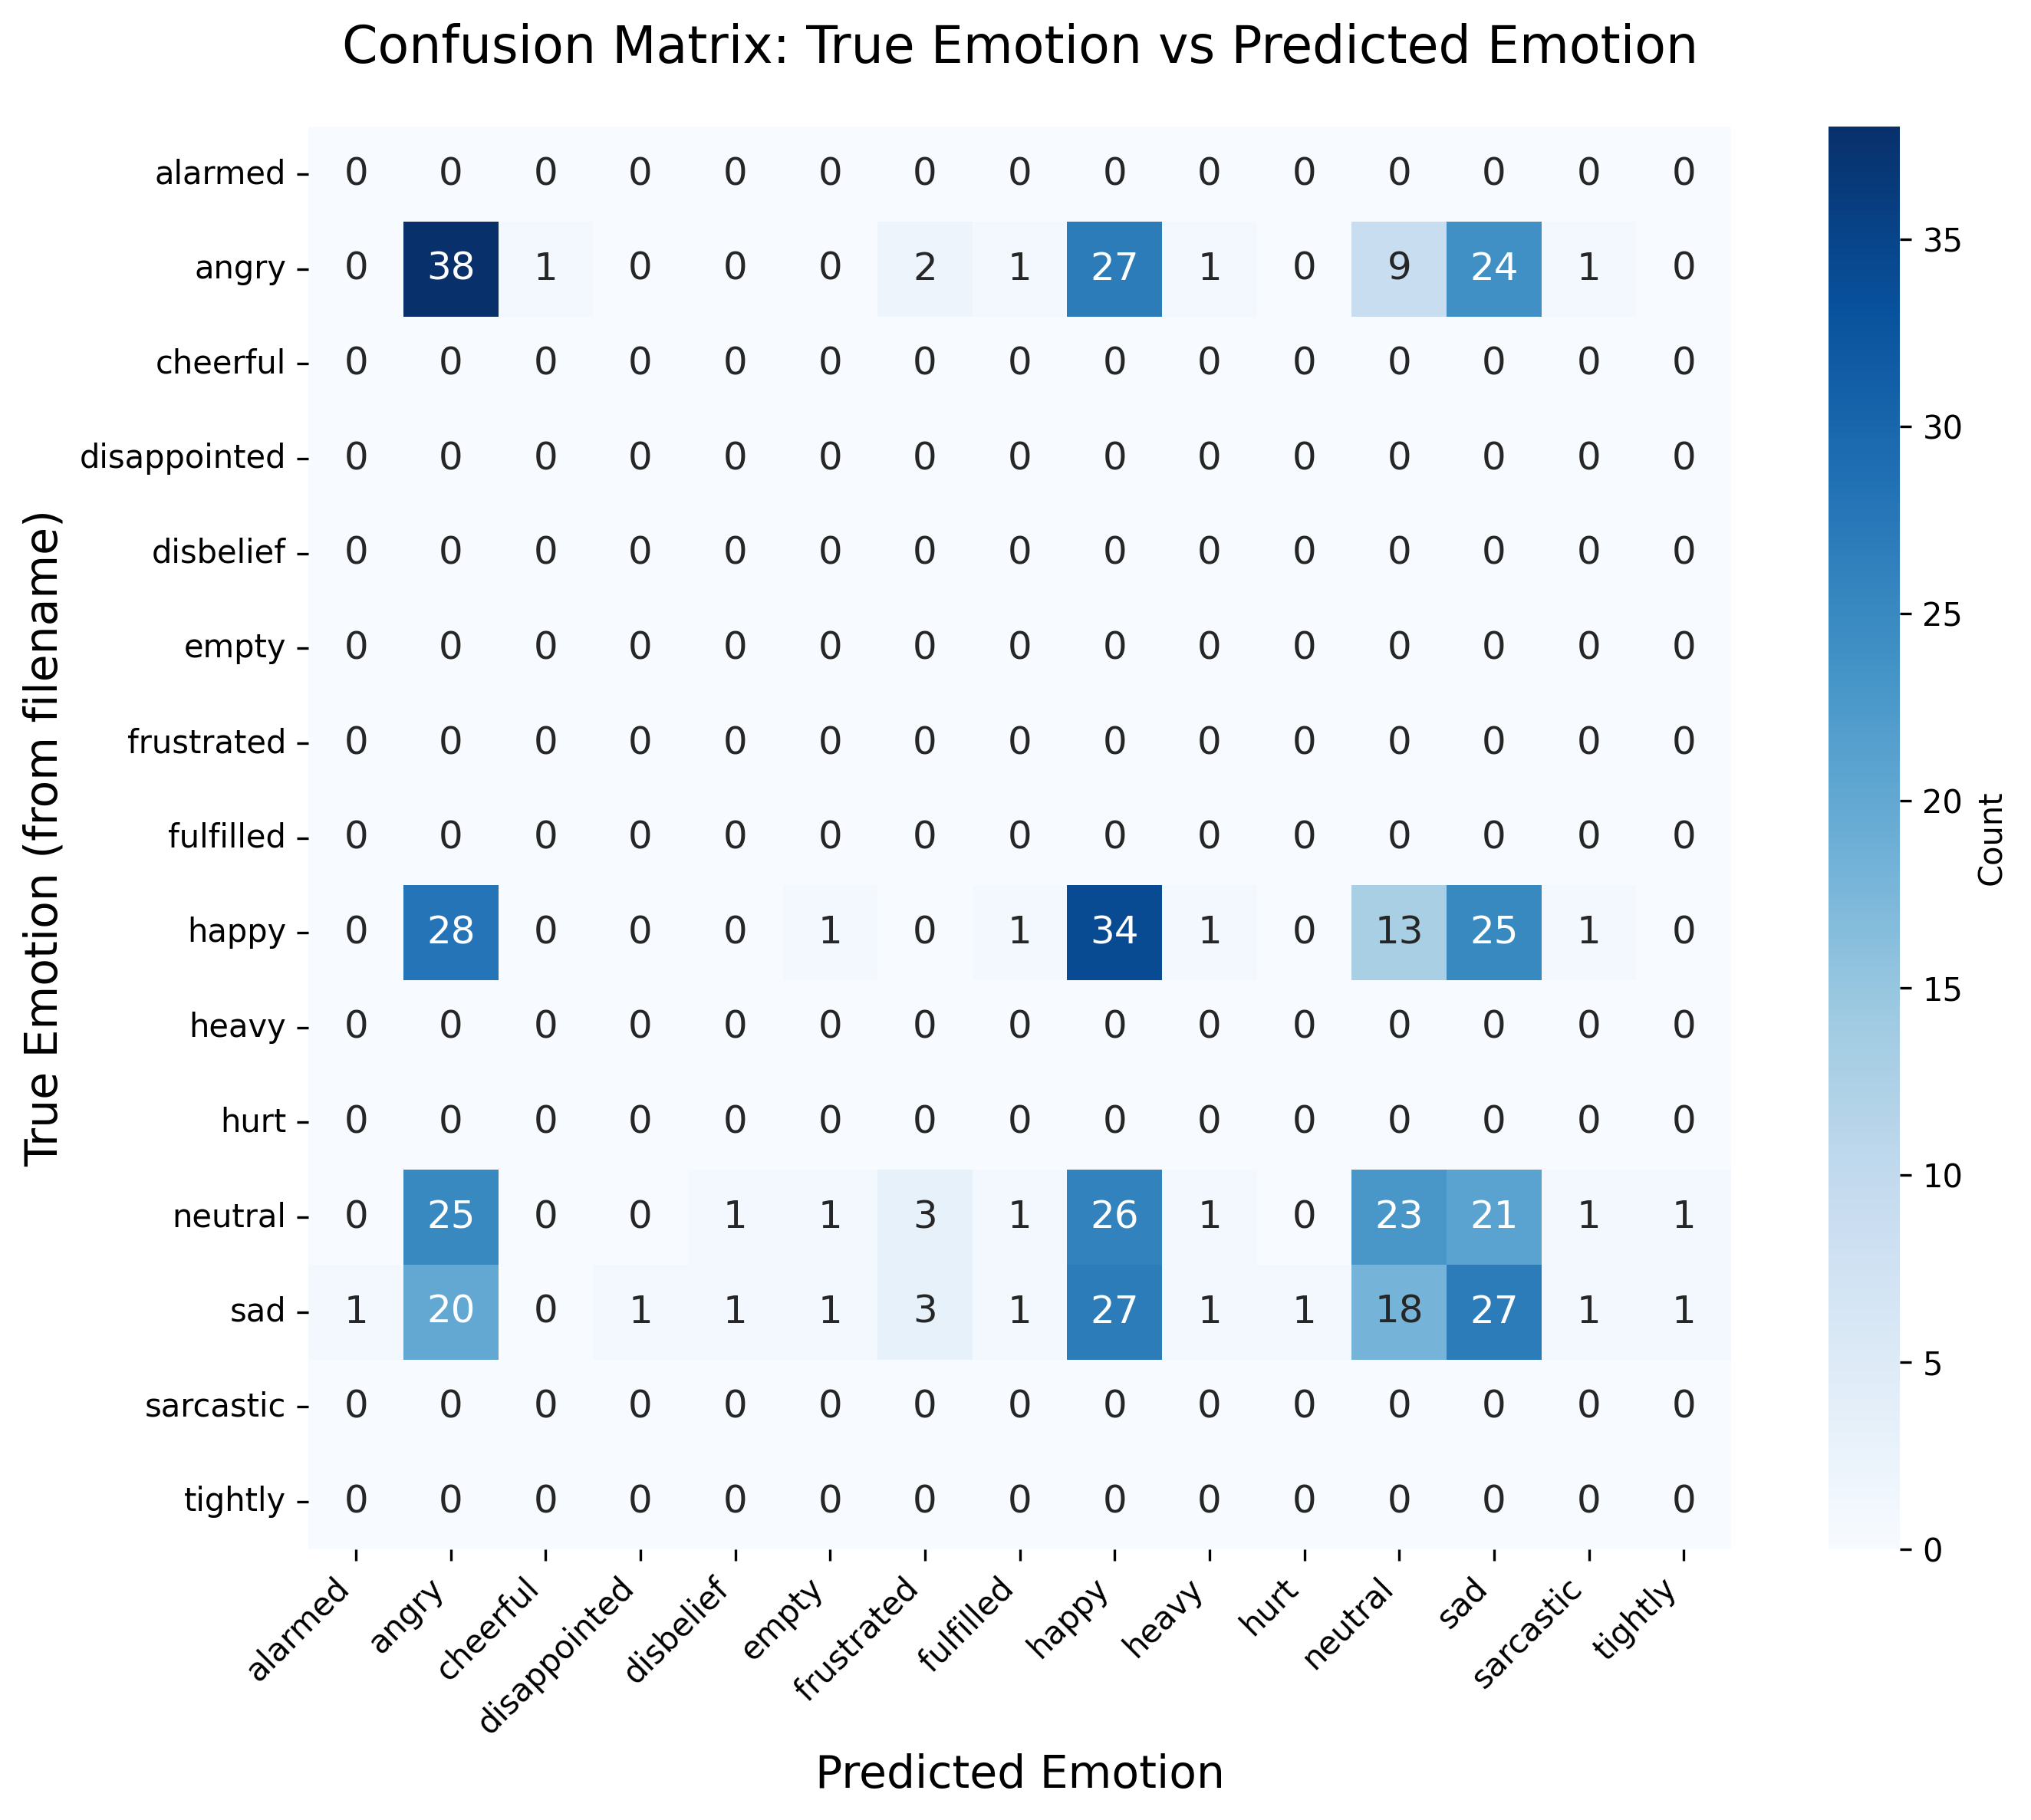 Confusion Matrix: True Emotion vs Predicted Emotion
alarmed 0 0 0 0 0 0 0 0 0 0 0 0 0 0 0
angry 0 38 1 0 0 0 2 1 27 1 0 9 24 1 0
cheerful 0 0 0 0 0 0 0 0 0 0 0 0 0 0 0
disappointed 0 0 0 0 0 0 0 0 0 0 0 0 0 0 0
disbelief 0 0 0 0 0 0 0 0 0 0 0 0 0 0 0
empty 0 0 0 0 0 0 0 0 0 0 0 0 0 0 0
frustrated 0 0 0 0 0 0 0 0 0 0 0 0 0 0 0
fulfilled 0 0 0 0 0 0 0 0 0 0 0 0 0 0 0
happy 0 28 0 0 0 1 0 1 34 1 0 13 25 1 0
heavy 0 0 0 0 0 0 0 0 0 0 0 0 0 0 0
hurt 0 0 0 0 0 0 0 0 0 0 0 0 0 0 0
neutral 0 25 0 0 1 1 3 1 26 1 0 23 21 1 1
sad 1 20 0 1 1 1 3 1 27 1 1 18 27 1 1
sarcastic 0 0 0 0 0 0 0 0 0 0 0 0 0 0 0
tightly 0 0 0 0 0 0 0 0 0 0 0 0 0 0 0
alarmed angry cheerful disappointed disbelief empty frustrated fulfilled happy heavy hurt neutral sad sarcastic tightly
Predicted Emotion
True Emotion (from filename)
35
30
25
20
15
10
5
0
Count